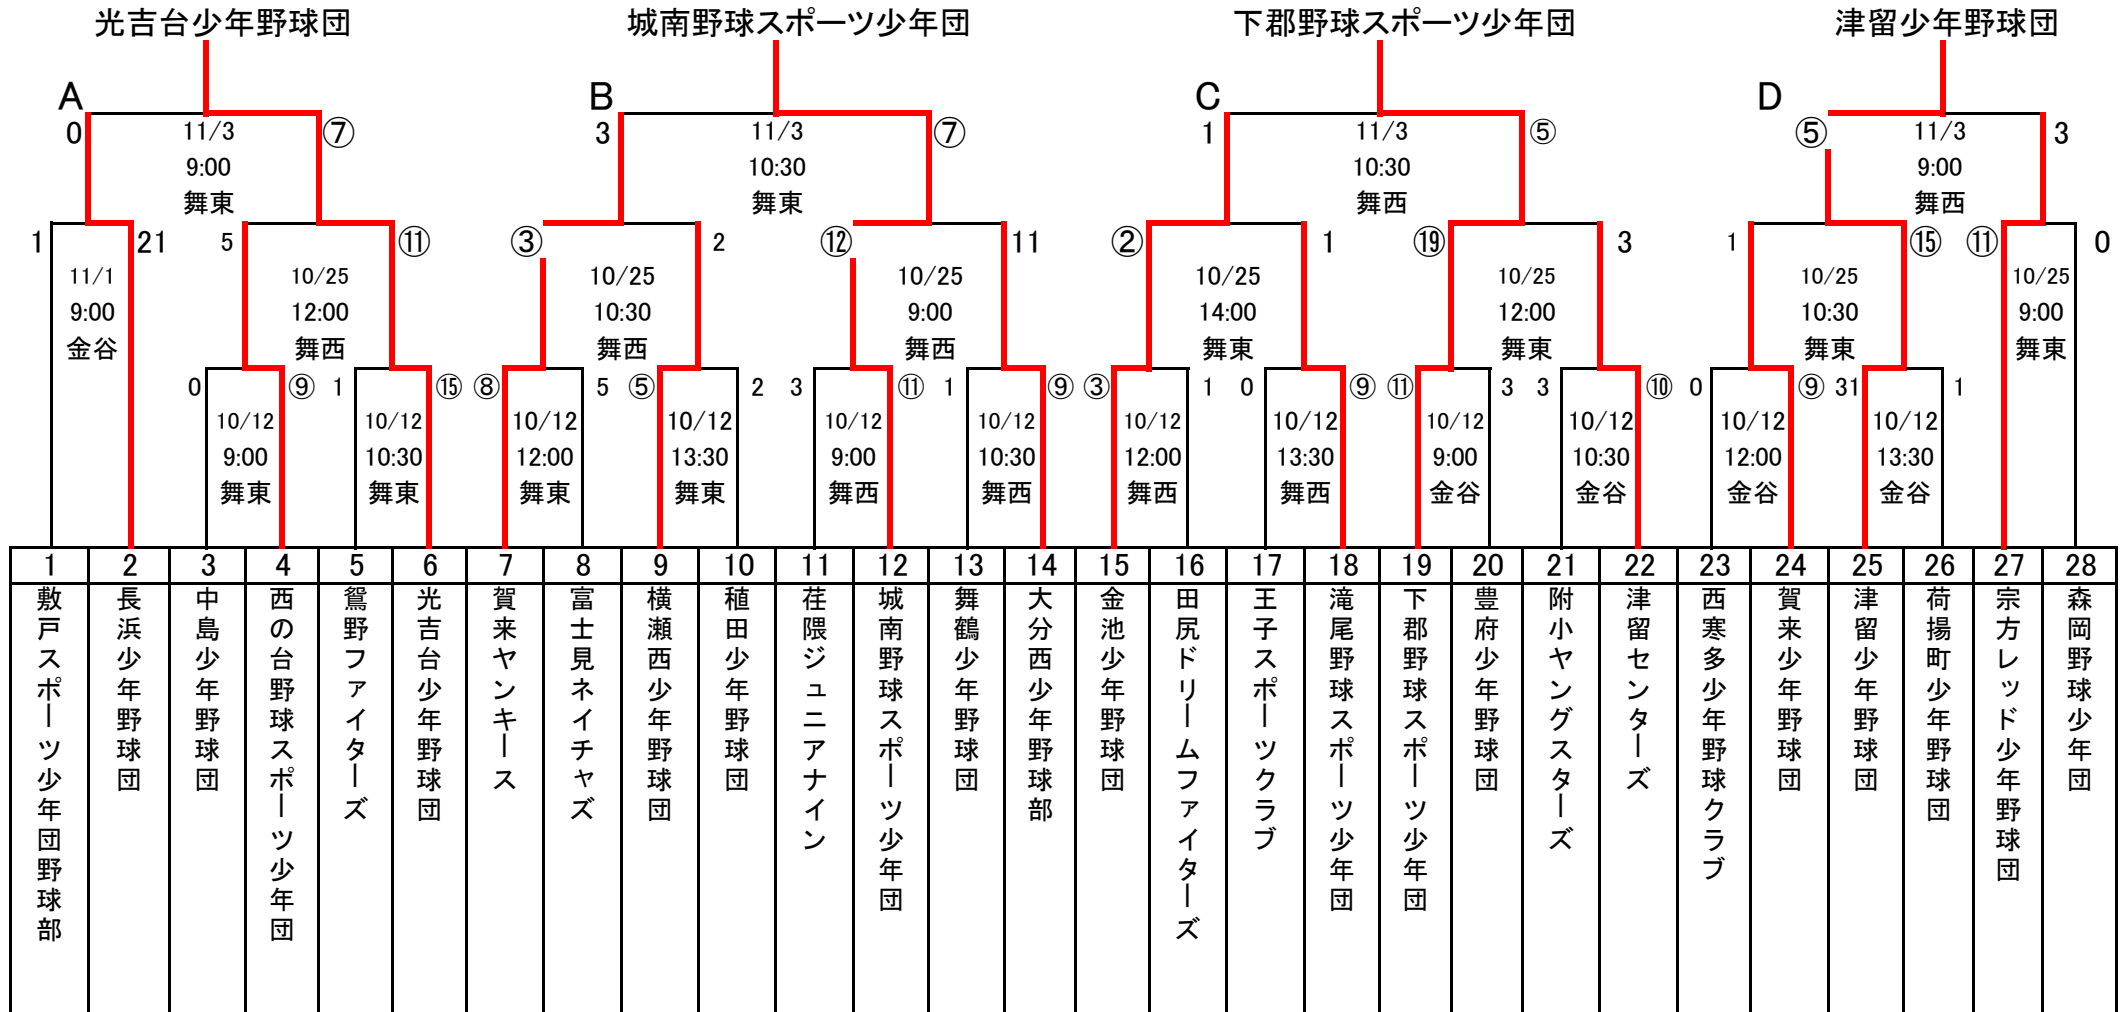 光吉台少年野球団 城南野球スポーツ少年団 下郡野球スポーツ少年団 津留少年野球団
A B C D
0 11/3 ⑦ 3 11/3 ⑦ 1 11/3 ⑤ ⑤ 11/3 3
9:00 10:30 10:30 9:00
舞東 舞東 舞西 舞西
1 21 5 ⑪ ③ 2 ⑫ 11 ② 1 ⑲ 3 1 ⑮ ⑪ 0
11/1 10/25 10/25 10/25 10/25 10/25 10/25 10/25
9:00 12:00 10:30 9:00 14:00 12:00 10:30 9:00
金谷 舞西 舞西 舞西 舞東 舞東 舞東 舞東
0 ⑨ 1 ⑮ ⑧ 5 ⑤ 2 3 ⑪ 1 ⑨ ③ 1 0 ⑨ ⑪ 3 3 ⑩ 0 ⑨ 31 1
10/12 10/12 10/12 10/12 10/12 10/12 10/12 10/12 10/12 10/12 10/12 10/12
9:00 10:30 12:00 13:30 9:00 10:30 12:00 13:30 9:00 10:30 12:00 13:30
舞東 舞東 舞東 舞東 舞西 舞西 舞西 舞西 金谷 金谷 金谷 金谷
1 2 3 4 5 6 7 8 9 10 11 12 13 14 15 16 17 18 19 20 21 22 23 24 25 26 27 28
敷戸スポーツ少年団野球部
長浜少年野球団
中島少年野球団
西の台野球スポーツ少年団
鴛野ファイターズ
光吉台少年野球団
賀来ヤンキース
富士見ネイチャズ
横瀬西少年野球団
稙田少年野球団
荏隈ジュニアナイン
城南野球スポーツ少年団
舞鶴少年野球団
大分西少年野球部
金池少年野球団
田尻ドリームファイターズ
王子スポーツクラブ
滝尾野球スポーツ少年団
下郡野球スポーツ少年団
豊府少年野球団
附小ヤングスターズ
津留センターズ
西寒多少年野球クラブ
賀来少年野球団
津留少年野球団
荷揚町少年野球団
宗方レッド少年野球団
森岡野球少年団